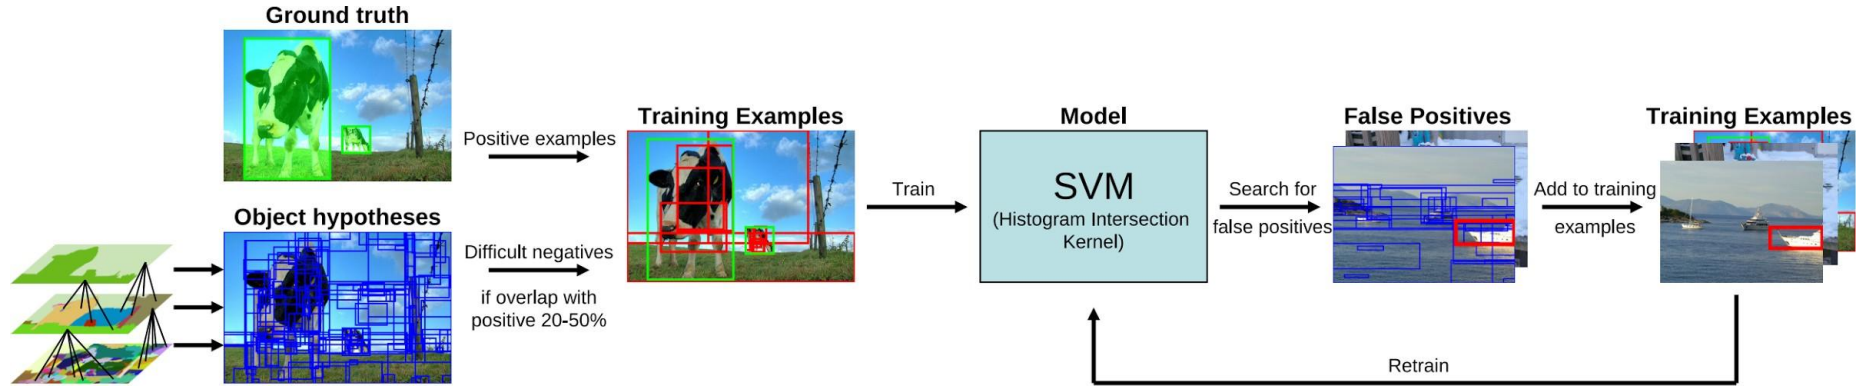 Ground truth
Positive examples
Object hypotheses
Difficult negatives
if overlap with
positive 20-50%
Training Examples
Train
Model
SVM
(Histogram Intersection
Kernel)
Search for
false positives
False Positives
Add to training
examples
Training Examples
Retrain